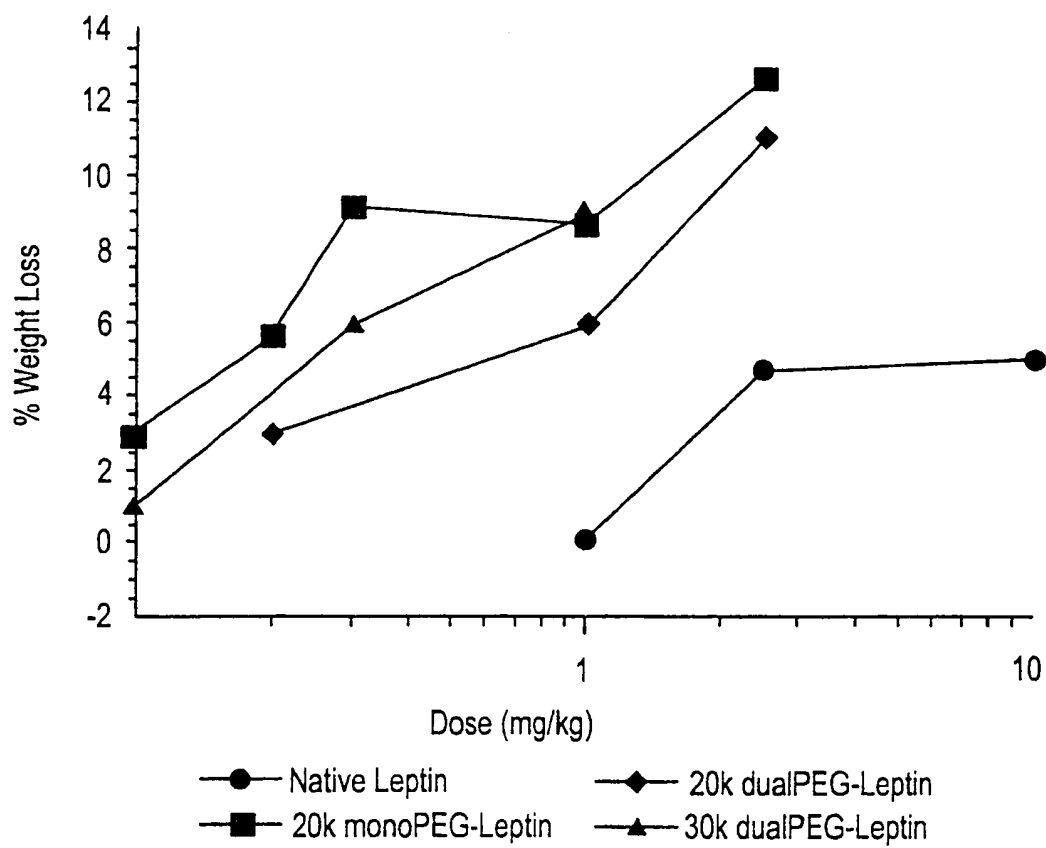 14
12
10
8
6
4
2
0
-2
% Weight Loss
1
10
Dose (mg/kg)
Native Leptin
20k dualPEG-Leptin
20k monoPEG-Leptin
30k dualPEG-Leptin